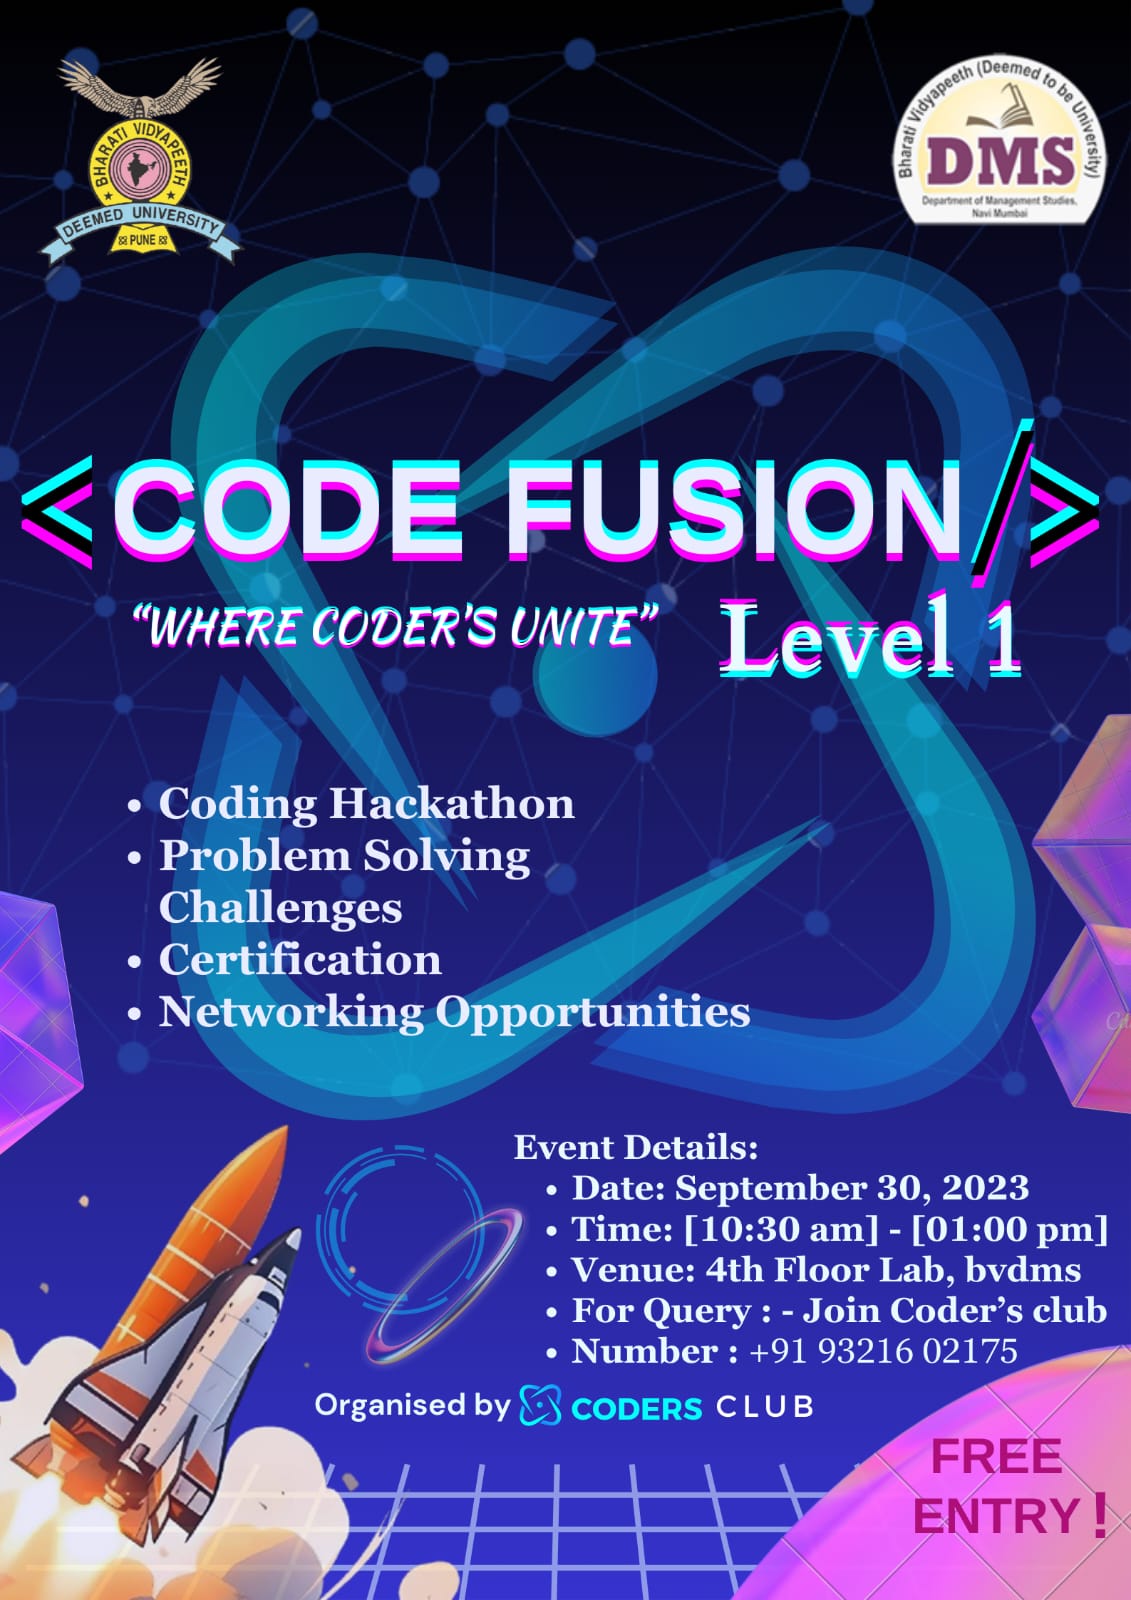 BHARATI VIDYAPEETH
DEEMED UNIVERSITY
PUNE
Bharati Vidyapeeth (Deemed to be University)
DMS
Department of Management Studies,
Navi Mumbai
<CODE FUSION/>
“WHERE CODER’S UNITE”
Level 1
• Coding Hackathon
• Problem Solving
Challenges
• Certification
• Networking Opportunities
Event Details:
• Date: September 30, 2023
• Time: [10:30 am] - [01:00 pm]
• Venue: 4th Floor Lab, bvdms
• For Query : - Join Coder’s club
• Number : +91 93216 02175
Organised by CODERS CLUB
FREE
ENTRY !